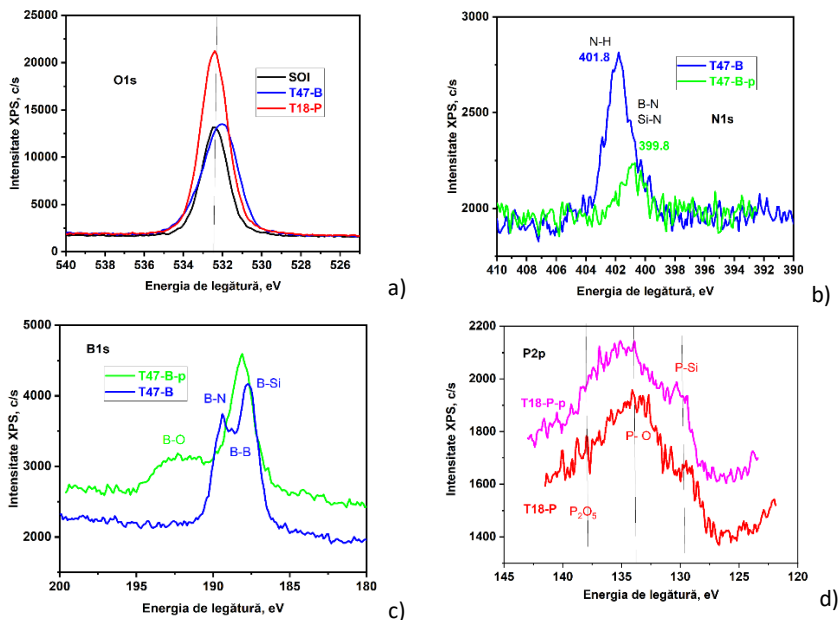 O1s
SOI
T47-B
T18-P
Intensitate XPS, c/s
25000
20000
15000
10000
5000
0
540 538 536 534 532 530 528 526
Energia de legătură, eV
a)
N-H
401.8
B-N
Si-N
399.8
T47-B
T47-B-p
N1s
Intensitate XPS, c/s
3000
2750
2500
2250
2000
410 408 406 404 402 400 398 396 394 392 390
Energia de legătură, eV
b)
B1s
T47-B-p
T47-B
B-N
B-Si
B-O
B-B
Intensitate XPS, c/s
5000
4000
3000
2000
200 195 190 185 180
Energia de legătură, eV
c)
P2p
P-Si
T18-P-p
P- O
T18-P
P₂O₅
Intensitate XPS, c/s
2200
2000
1800
1600
1400
145 140 135 130 125 120
Energia de legătură, eV
d)